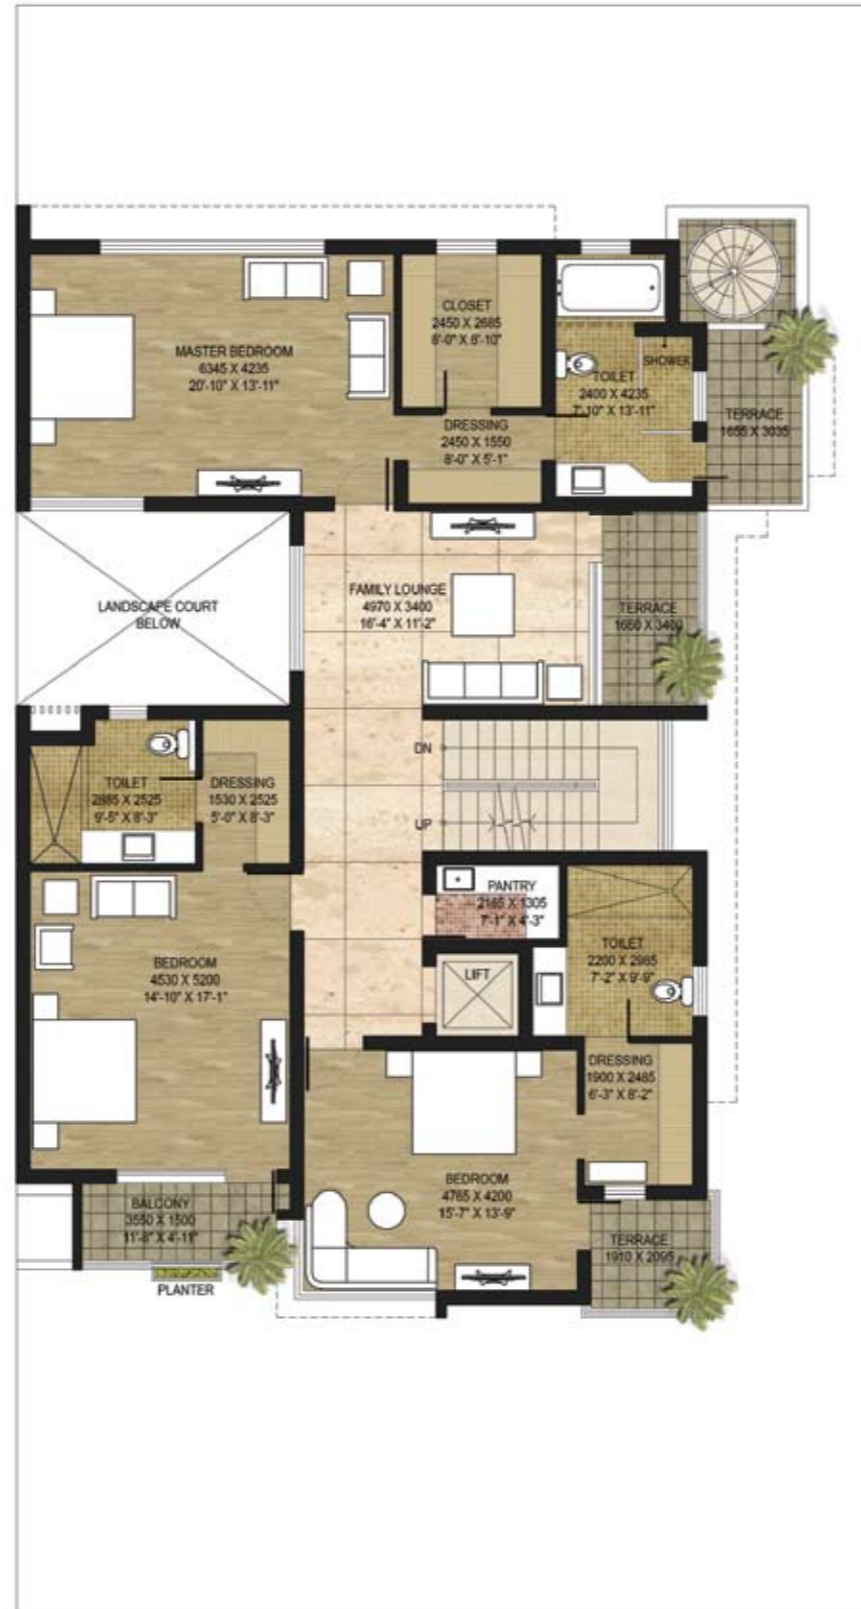 CLOSET
2450 X 2685
8'-0" X 8'-10"
MASTER BEDROOM
6345 X 4235
20'-10" X 13'-11"
SHOWER
TOILET
2400 X 4235
7'-10" X 13'-11"
TERRACE
1655 X 3035
DRESSING
2450 X 1550
8'-0" X 5'-1"
FAMILY LOUNGE
4970 X 3400
16'-4" X 11'-2"
LANDSCAPE COURT
BELOW
TERRACE
1660 X 3400
DN
UP
TOILET
2885 X 2525
9'-5" X 8'-3"
DRESSING
1530 X 2525
5'-0" X 8'-3"
PANTRY
2165 X 1305
7'-1" X 4'-3"
TOILET
2200 X 2985
7'-2" X 9'-9"
BEDROOM
4530 X 5200
14'-10" X 17'-1"
LIFT
DRESSING
1900 X 2485
6'-3" X 8'-2"
BEDROOM
4765 X 4200
15'-7" X 13'-9"
BALCONY
3550 X 1500
11'-8" X 4'-11"
TERRACE
1910 X 2095
PLANTER